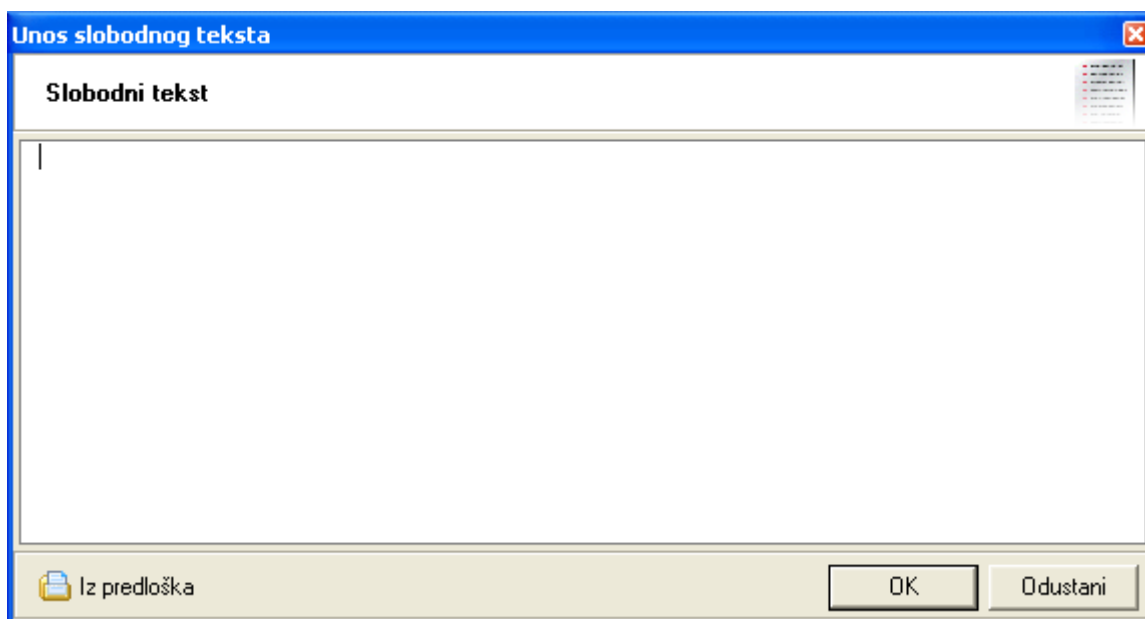 Unos slobodnog teksta
Slobodni tekst
Iz predloška
OK
Odustani